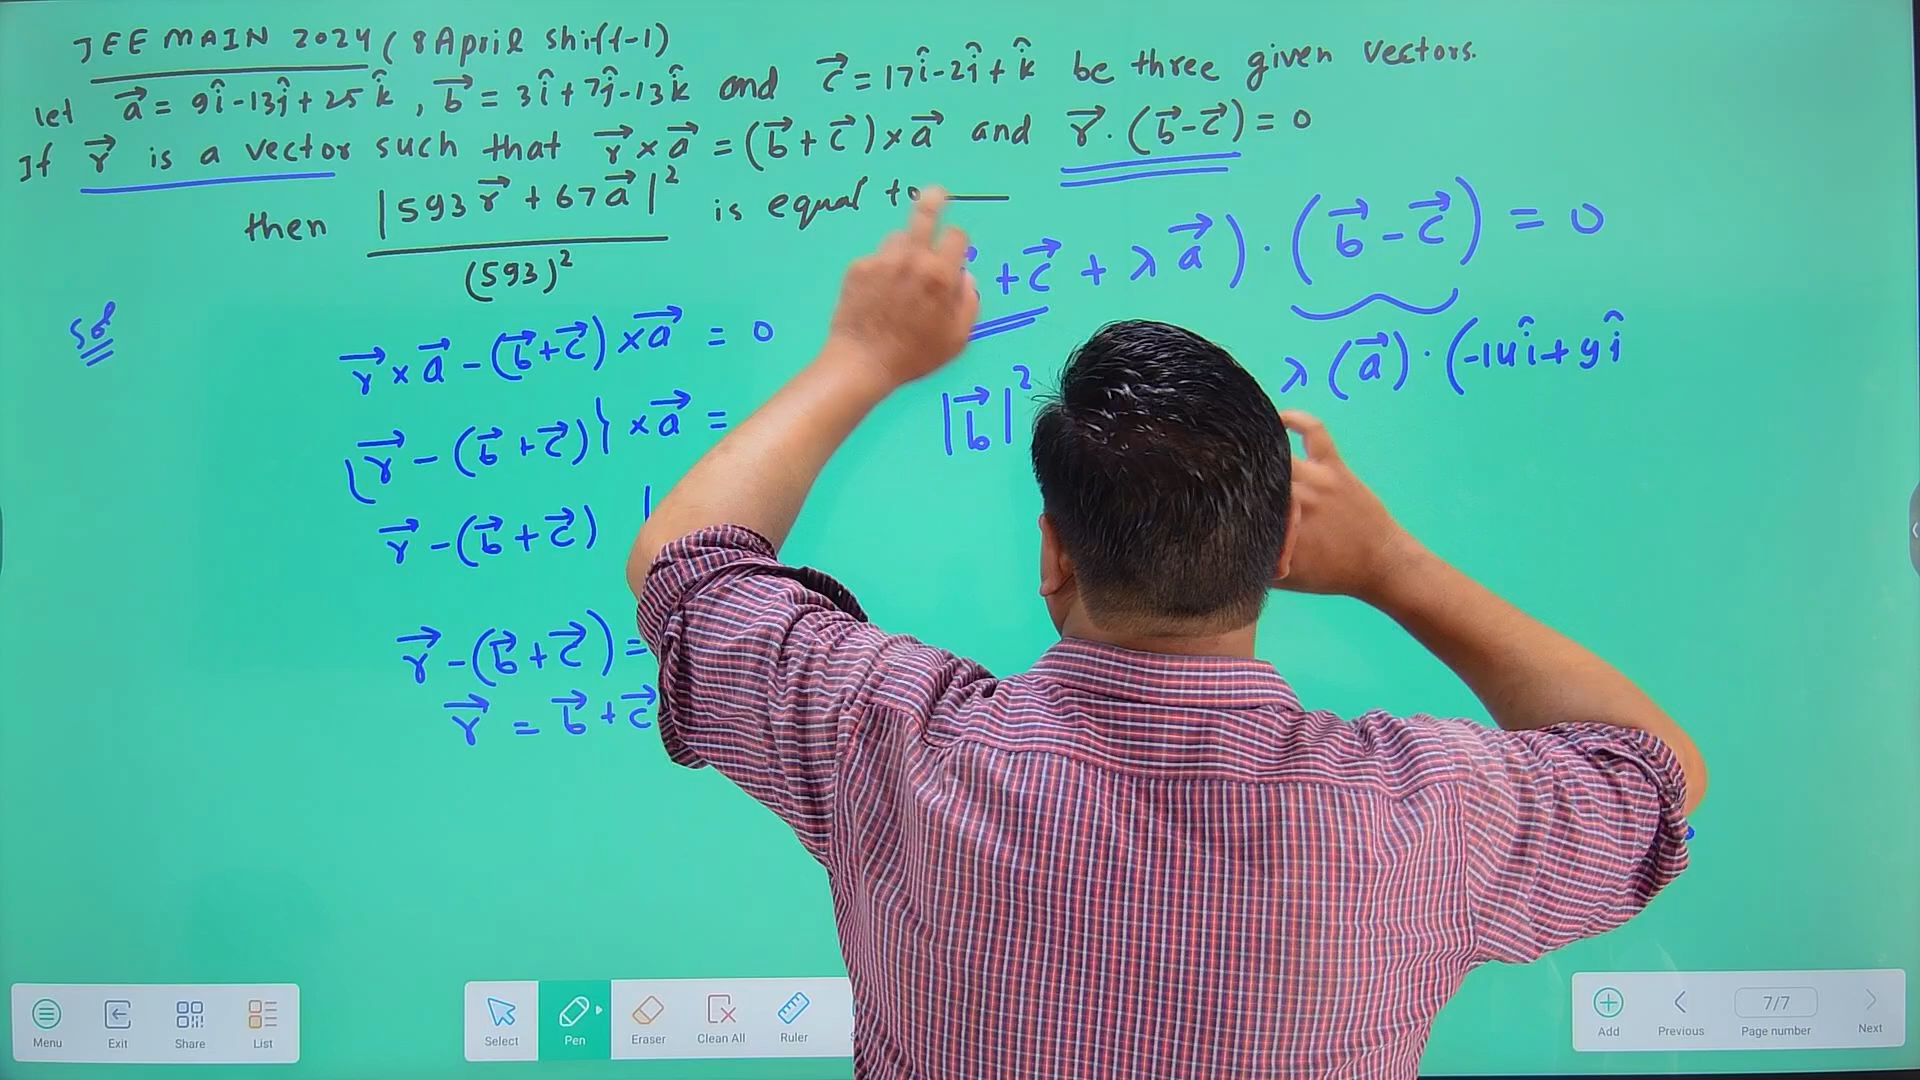 JEE MAIN 2024 ( 8 April shift-1)
let a⃗ = 9î-13ĵ+25k̂ , b⃗ = 3î+7ĵ-13k̂ and c⃗ = 17î-2ĵ+k̂ be three given vectors.
If r⃗ is a vector such that r⃗×a⃗ = (b⃗+c⃗)×a⃗ and r⃗.(b⃗-c⃗)=0
then |593r⃗+67a⃗|² / (593)² is equal to
+c⃗ + λa⃗).(b⃗-c⃗) = 0
Sol
r⃗×a⃗-(b⃗+c⃗)×a⃗ = 0
λ(a⃗).(-14î+9ĵ
{r⃗-(b⃗+c⃗)}×a⃗ =
|b⃗|²
r⃗-(b⃗+c⃗)
r⃗-(b⃗+c⃗)=
r⃗ = b⃗+c⃗
Menu Exit Share List Select Pen Eraser Clean All Ruler Add Previous 7/7 Page number Next